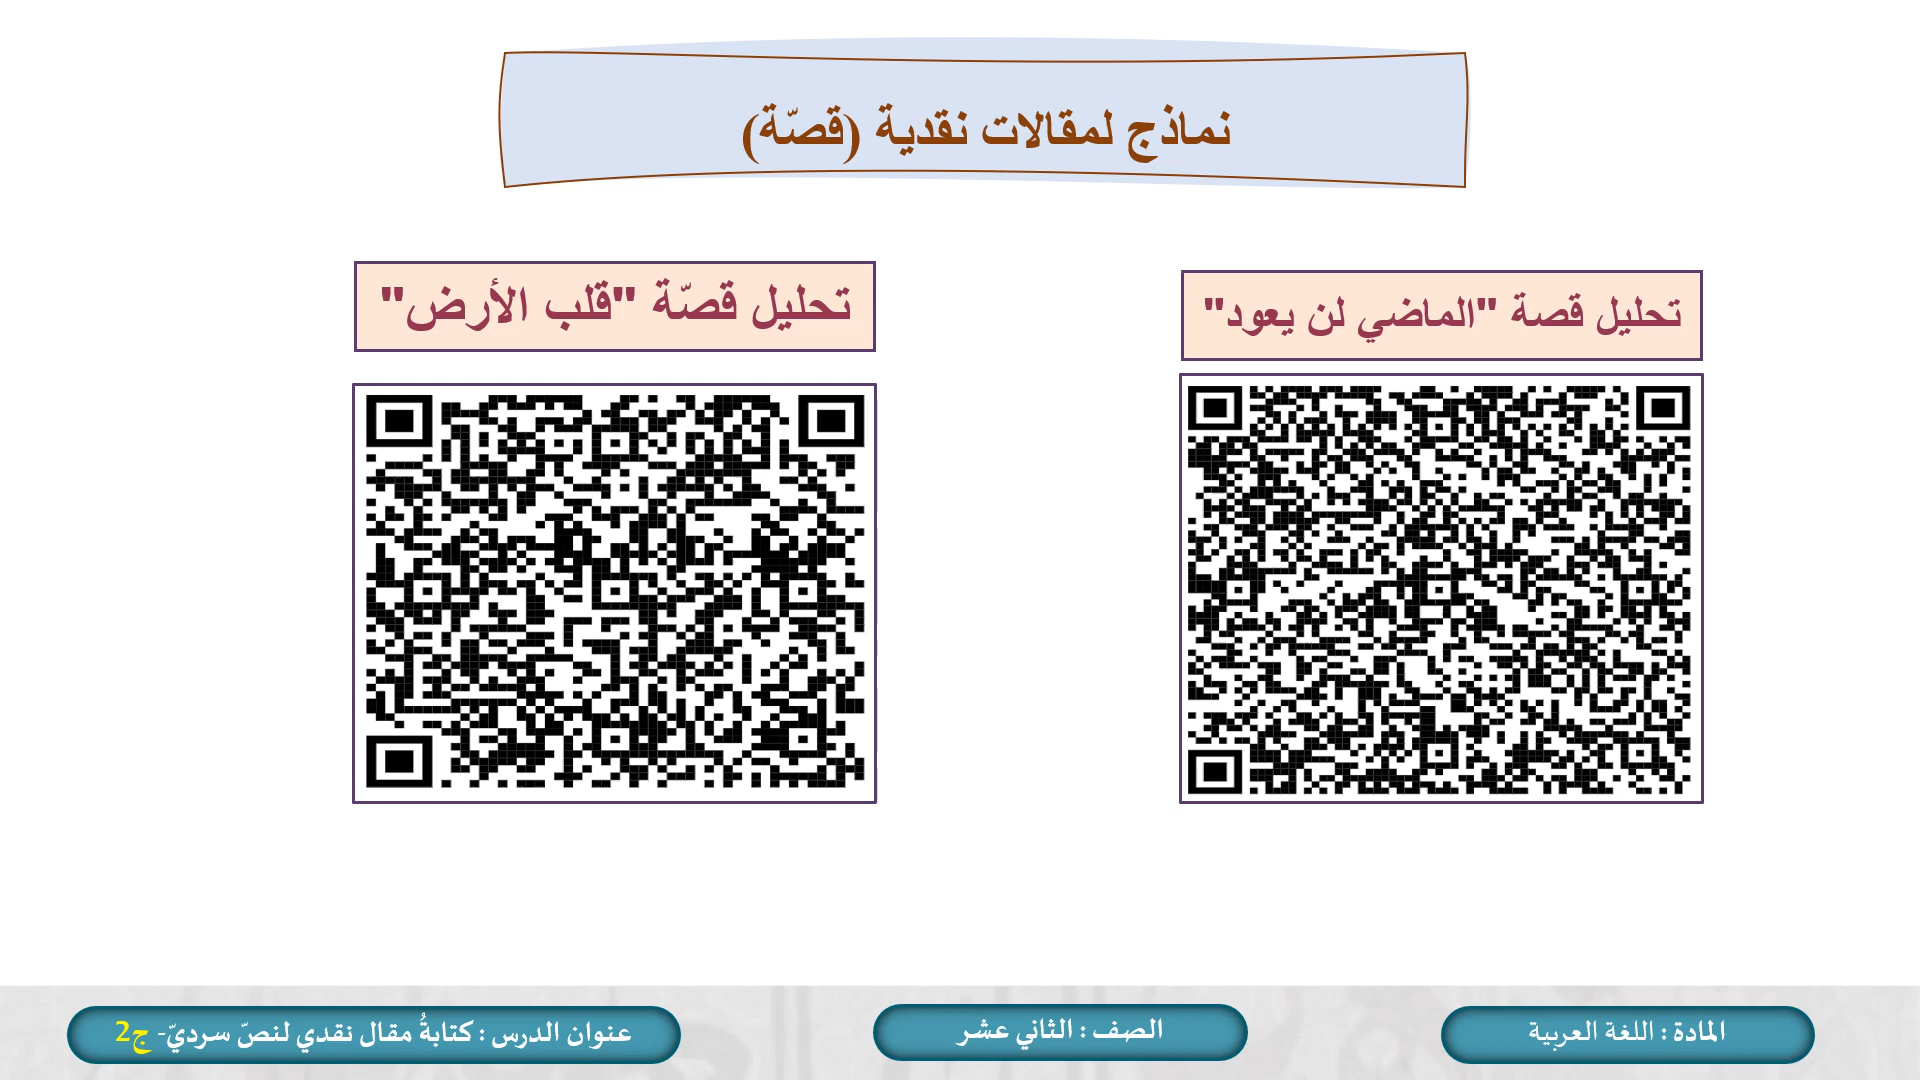 نماذج لمقالات نقدية (قصّة)
تحليل قصة "الماضي لن يعود"
تحليل قصّة "قلب الأرض"
المادة : اللغة العربية
الصف : الثاني عشر
عنوان الدرس : كتابةُ مقال نقدي لنصّ سرديّ- ج2